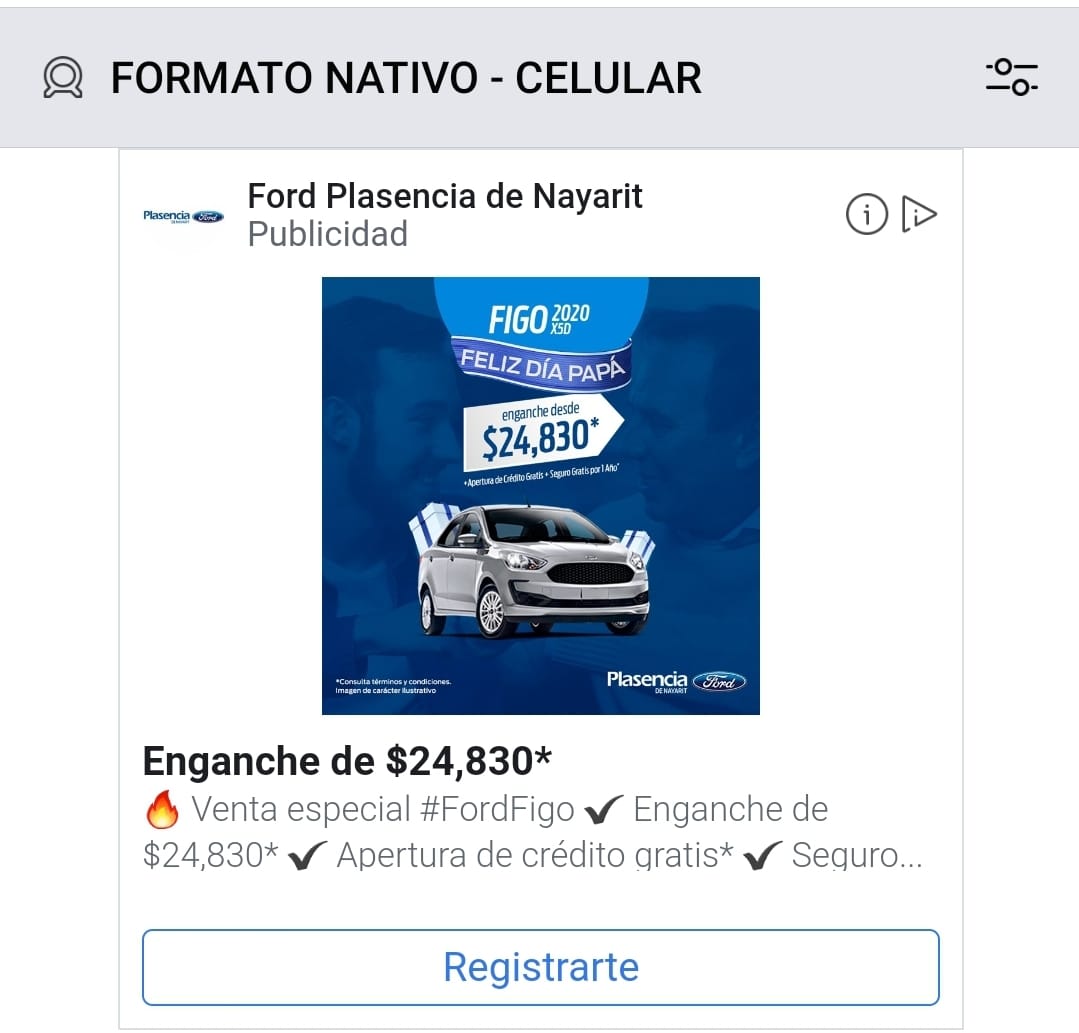 FORMATO NATIVO - CELULAR
Ford Plasencia de Nayarit
Publicidad
Plasencia Ford
DE NAYARIT
FIGO 2020
X5D
FELIZ DÍA PAPÁ
enganche desde
$24,830*
+Apertura de Crédito Gratis + Seguro Gratis por 1 Año*
*Consulta términos y condiciones.
Imagen de carácter ilustrativo
Plasencia Ford
DE NAYARIT
Enganche de $24,830*
🔥 Venta especial #FordFigo ✔ Enganche de
$24,830* ✔ Apertura de crédito gratis* ✔ Seguro...
Registrarte